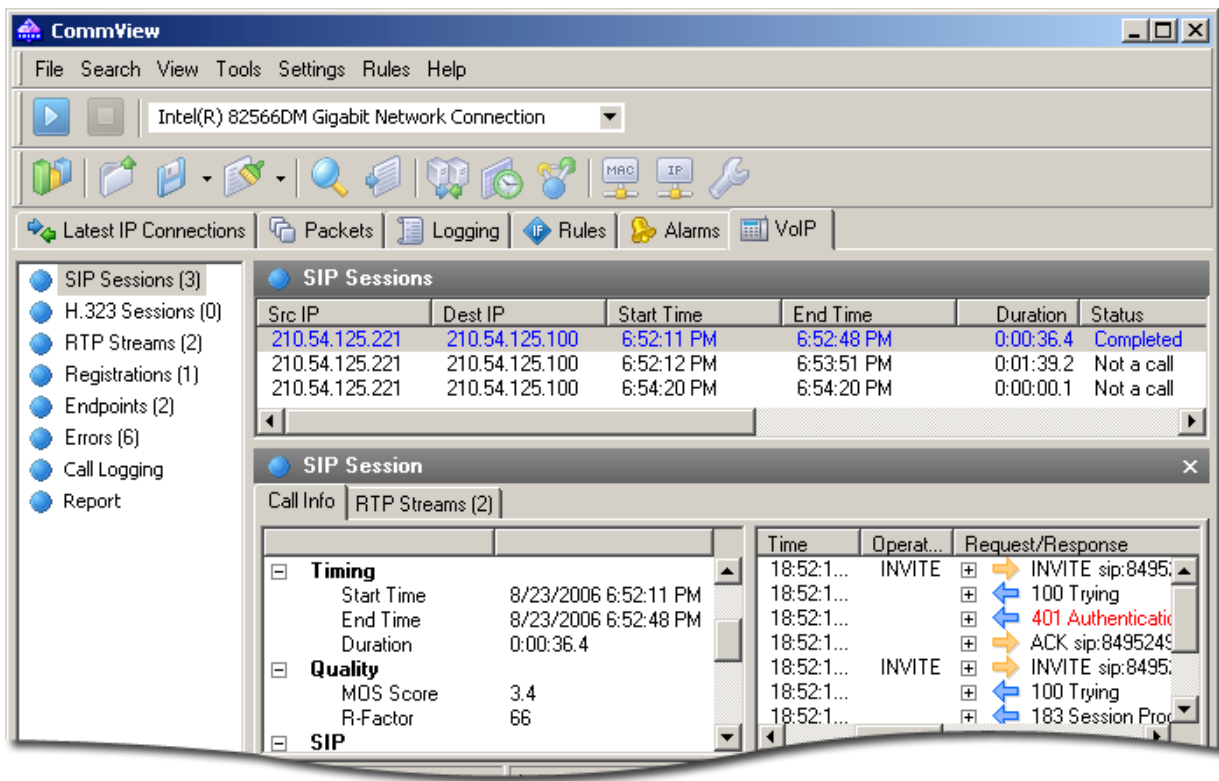 CommView
File Search View Tools Settings Rules Help
Intel(R) 82566DM Gigabit Network Connection
MAC IP
Latest IP Connections Packets Logging IF Rules Alarms VoIP
SIP Sessions (3)
H.323 Sessions (0)
RTP Streams (2)
Registrations (1)
Endpoints (2)
Errors (6)
Call Logging
Report
SIP Sessions
Src IP Dest IP Start Time End Time Duration Status
210.54.125.221 210.54.125.100 6:52:11 PM 6:52:48 PM 0:00:36.4 Completed
210.54.125.221 210.54.125.100 6:52:12 PM 6:53:51 PM 0:01:39.2 Not a call
210.54.125.221 210.54.125.100 6:54:20 PM 6:54:20 PM 0:00:00.1 Not a call
SIP Session
Call Info RTP Streams (2)
Timing
Start Time 8/23/2006 6:52:11 PM
End Time 8/23/2006 6:52:48 PM
Duration 0:00:36.4
Quality
MOS Score 3.4
R-Factor 66
SIP
Time Operat... Request/Response
18:52:1... INVITE INVITE sip:8495
18:52:1... 100 Trying
18:52:1... 401 Authenticatio
18:52:1... ACK sip:8495249
18:52:1... INVITE INVITE sip:8495
18:52:1... 100 Trying
18:52:1... 183 Session Prog